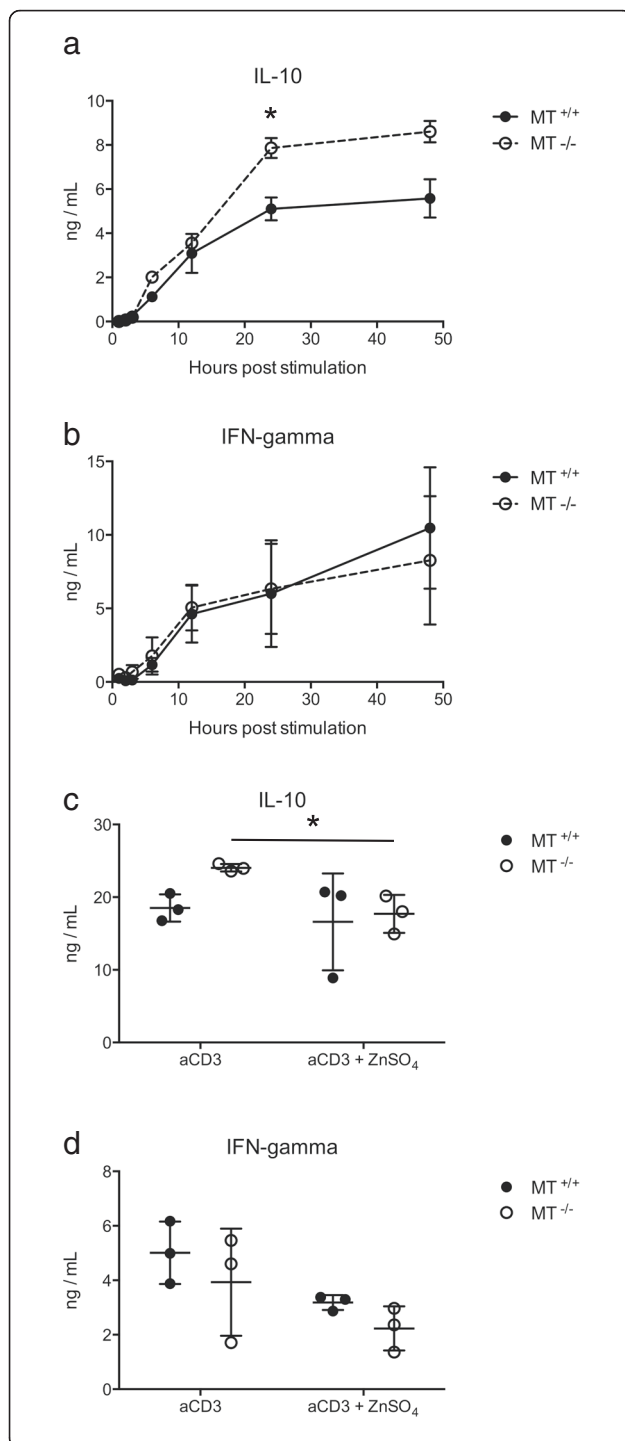 a
IL-10
*
10
8
6
4
2
0
ng / mL
0 10 20 30 40 50
Hours post stimulation
MT +/+
MT -/-
b
IFN-gamma
15
10
5
0
ng / mL
0 10 20 30 40 50
Hours post stimulation
MT +/+
MT -/-
c
IL-10
*
30
20
10
0
ng / mL
aCD3 aCD3 + ZnSO4
MT +/+
MT -/-
d
IFN-gamma
8
6
4
2
0
ng / mL
aCD3 aCD3 + ZnSO4
MT +/+
MT -/-